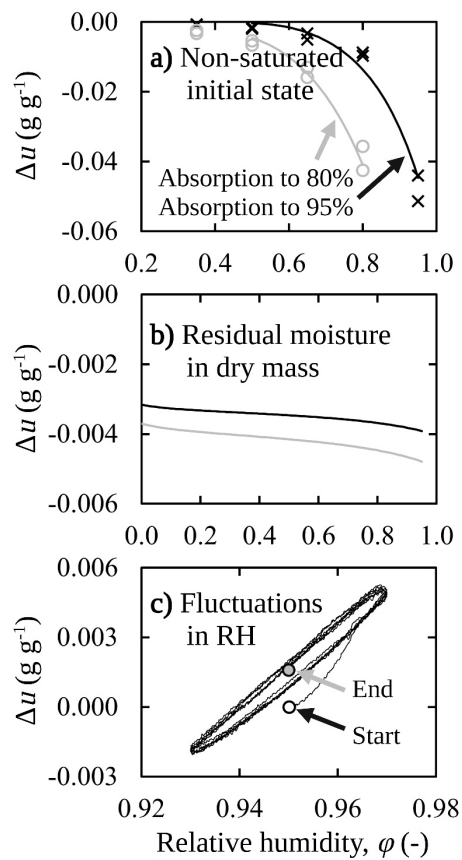 0.00
-0.02
-0.04
-0.06
Δu (g g⁻¹)
a) Non-saturated
initial state
Absorption to 80%
Absorption to 95%
0.2 0.4 0.6 0.8 1.0
0.000
-0.002
-0.004
-0.006
Δu (g g⁻¹)
b) Residual moisture
in dry mass
0.0 0.2 0.4 0.6 0.8 1.0
0.006
0.003
0.000
-0.003
Δu (g g⁻¹)
c) Fluctuations
in RH
End
Start
0.92 0.94 0.96 0.98
Relative humidity, φ (-)